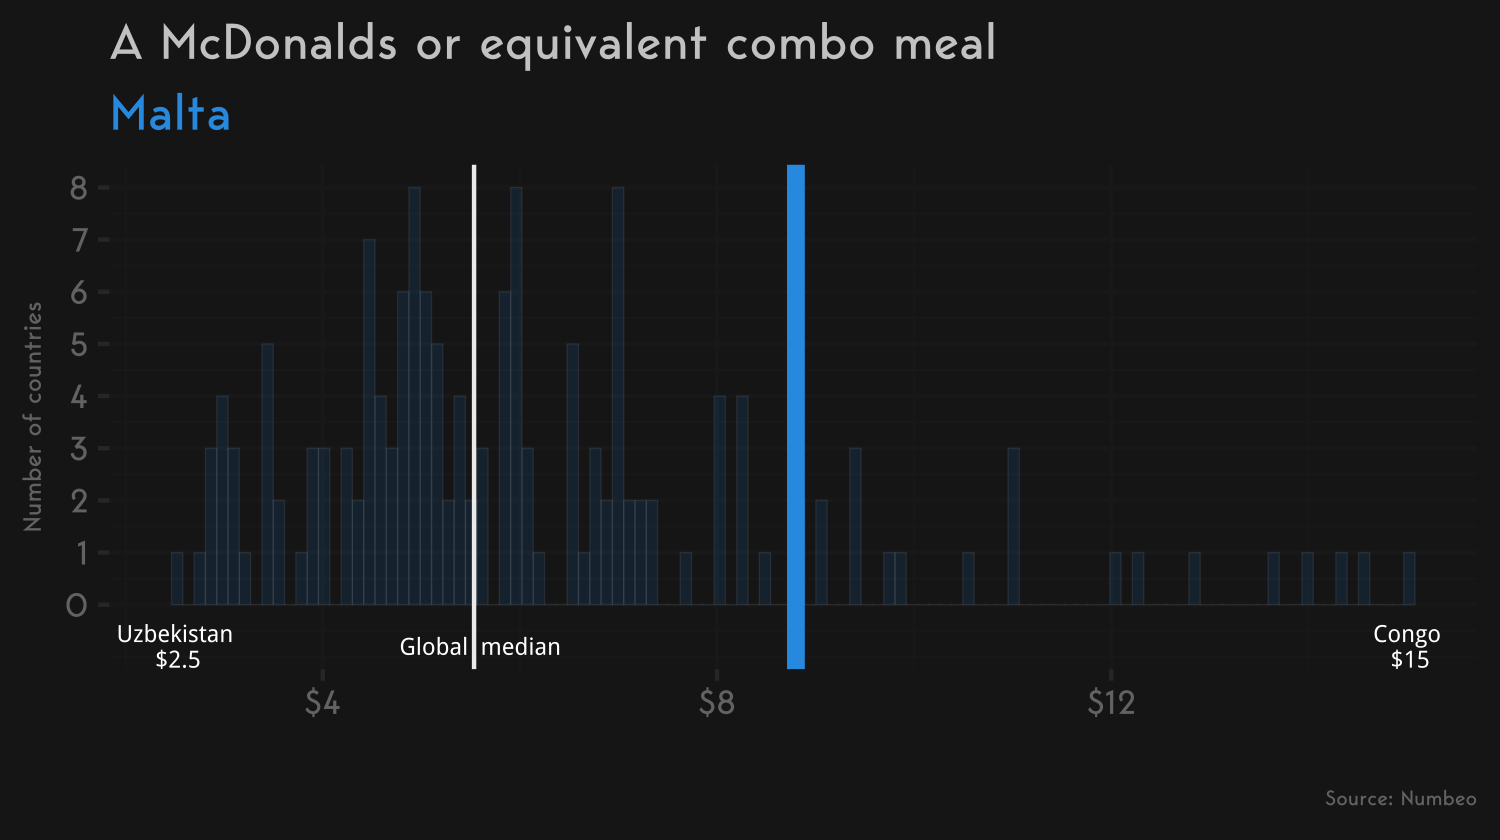 A McDonalds or equivalent combo meal
Malta
Number of countries
8
7
6
5
4
3
2
1
0
Uzbekistan
$2.5
Global median
Congo
$15
$4 $8 $12
Source: Numbeo